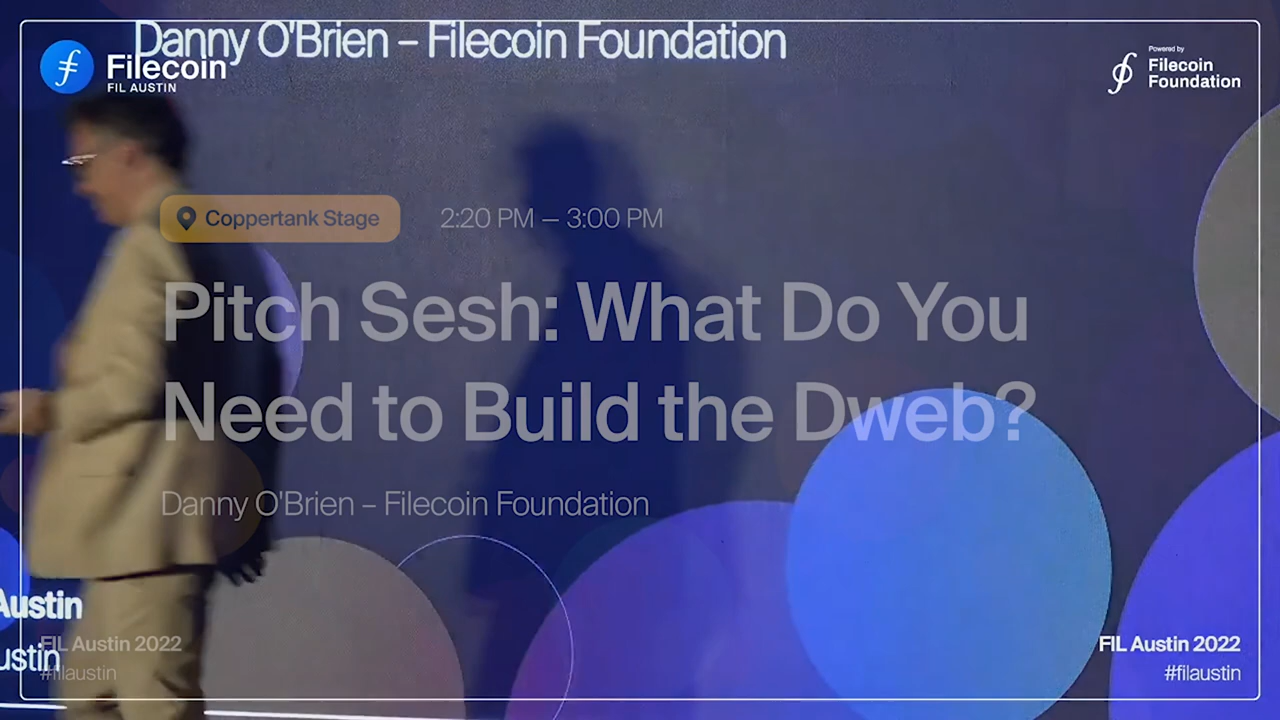 Danny O'Brien – Filecoin Foundation
Filecoin
FIL AUSTIN
Powered by
Filecoin
Foundation
Coppertank Stage
2:20 PM — 3:00 PM
Pitch Sesh: What Do You
Need to Build the Dweb?
Danny O'Brien – Filecoin Foundation
Austin
FIL Austin 2022
ustin
#filaustin
FIL Austin 2022
#filaustin